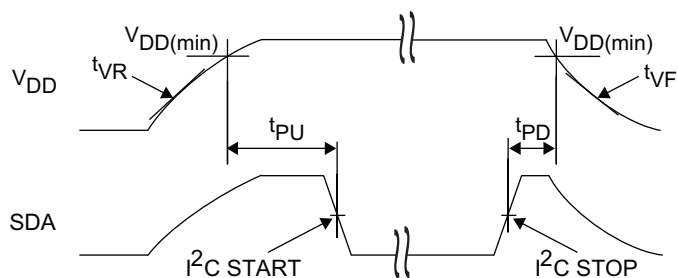 VDD(min)
VDD(min)
tVR
tVF
VDD
tPU
tPD
SDA
I2C START
I2C STOP